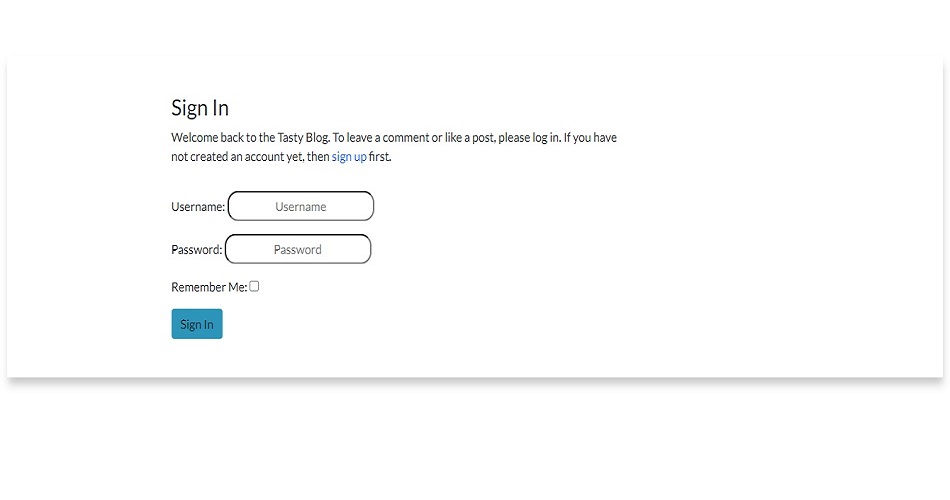 Sign In
Welcome back to the Tasty Blog. To leave a comment or like a post, please log in. If you have
not created an account yet, then sign up first.
Username: Username
Password: Password
Remember Me:
Sign In